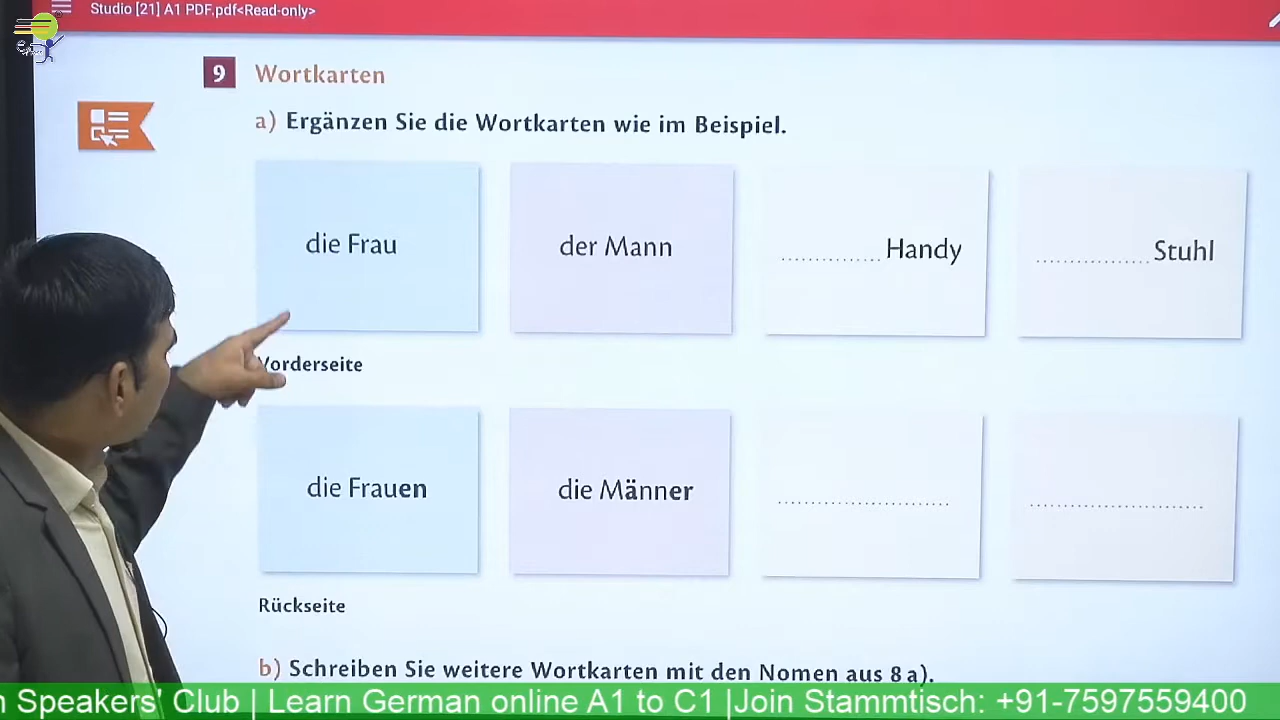 Studio [21] A1 PDF.pdf<Read-only>
9 Wortkarten
a) Ergänzen Sie die Wortkarten wie im Beispiel.
die Frau
der Mann
............... Handy
................. Stuhl
Vorderseite
die Frauen
die Männer
..........................
..........................
Rückseite
b) Schreiben Sie weitere Wortkarten mit den Nomen aus 8 a).
Speakers' Club | Learn German online A1 to C1 |Join Stammtisch: +91-7597559400